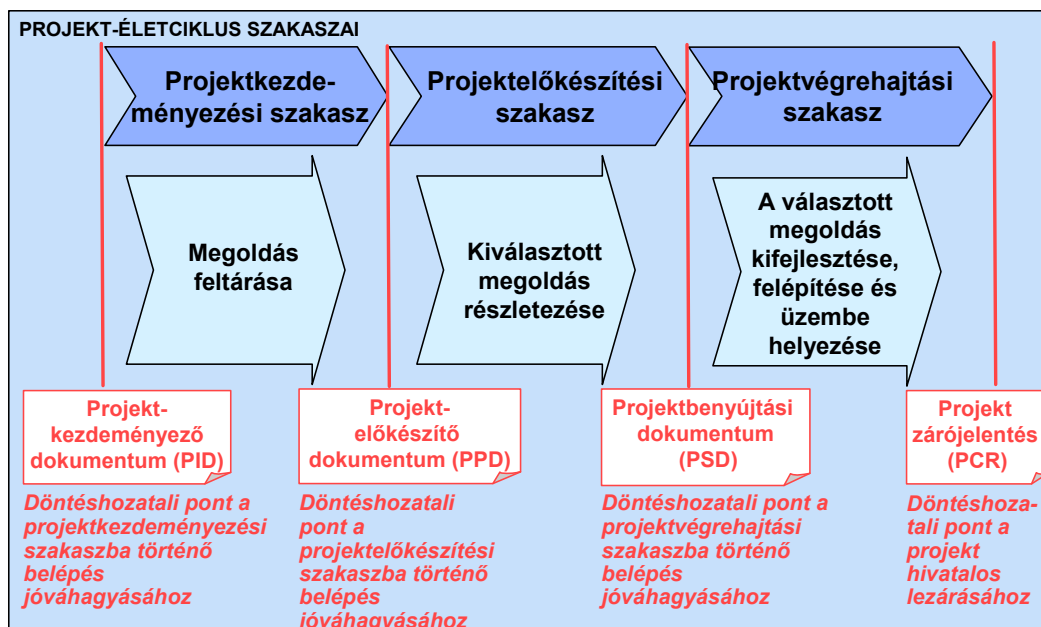 PROJEKT-ÉLETCIKLUS SZAKASZAI
Projektkezde-
ményezési szakasz
Projektelőkészítési
szakasz
Projektvégrehajtási
szakasz
Megoldás
feltárása
Kiválasztott
megoldás
részletezése
A választott
megoldás
kifejlesztése,
felépítése és
üzembe
helyezése
Projekt-
kezdeményező
dokumentum (PID)
Projekt-
előkészítő
dokumentum (PPD)
Projektbenyújtási
dokumentum
(PSD)
Projekt
zárójelentés
(PCR)
Döntéshozatali pont a
projektkezdeményezési
szakaszba történő
belépés
jóváhagyásához
Döntéshozatali
pont a
projektelőkészítési
szakaszba történő
belépés
jóváhagyásához
Döntéshozatali pont a
projektvégrehajtási
szakaszba történő
belépés
jóváhagyásához
Döntéshoza-
tali pont a
projekt
hivatalos
lezárásához